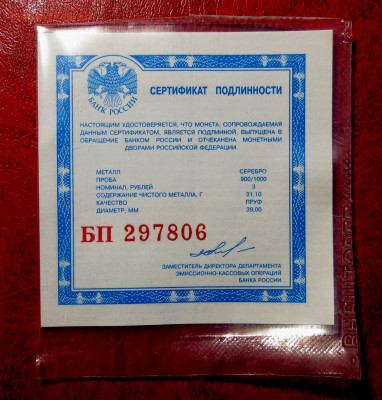 БАНК РОССИИ
СЕРТИФИКАТ ПОДЛИННОСТИ
НАСТОЯЩИМ УДОСТОВЕРЯЕТСЯ, ЧТО МОНЕТА, СОПРОВОЖДАЕМАЯ
ДАННЫМ СЕРТИФИКАТОМ, ЯВЛЯЕТСЯ ПОДЛИННОЙ, ВЫПУЩЕНА В
ОБРАЩЕНИЕ БАНКОМ РОССИИ И ОТЧЕКАНЕНА МОНЕТНЫМИ
ДВОРАМИ РОССИЙСКОЙ ФЕДЕРАЦИИ.
МЕТАЛЛ СЕРЕБРО
ПРОБА 900/1000
НОМИНАЛ, РУБЛЕЙ 3
СОДЕРЖАНИЕ ЧИСТОГО МЕТАЛЛА, Г 31,10
КАЧЕСТВО ПРУФ
ДИАМЕТР, ММ 39,00
БП 297806
ЗАМЕСТИТЕЛЬ ДИРЕКТОРА ДЕПАРТАМЕНТА
ЭМИССИОННО-КАССОВЫХ ОПЕРАЦИЙ
БАНКА РОССИИ